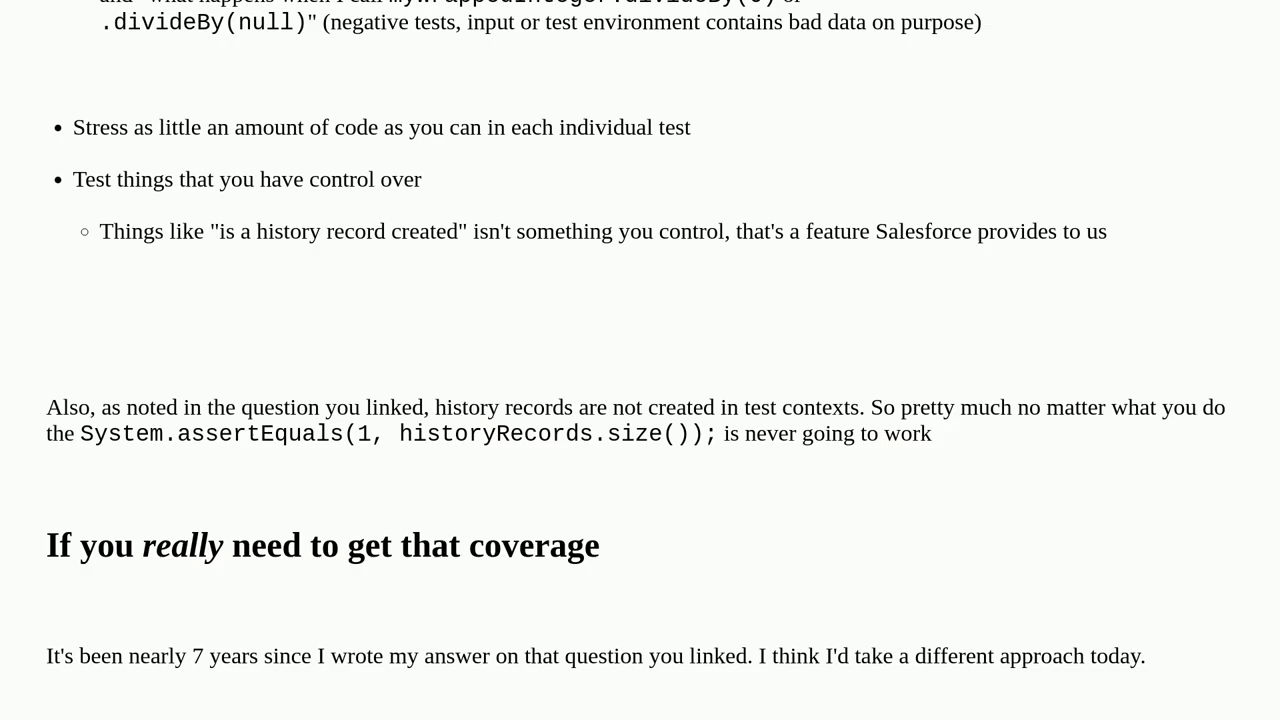 .divideBy(null)" (negative tests, input or test environment contains bad data on purpose)
Stress as little an amount of code as you can in each individual test
Test things that you have control over
Things like "is a history record created" isn't something you control, that's a feature Salesforce provides to us
Also, as noted in the question you linked, history records are not created in test contexts. So pretty much no matter what you do
the System.assertEquals(1, historyRecords.size()); is never going to work
If you really need to get that coverage
It's been nearly 7 years since I wrote my answer on that question you linked. I think I'd take a different approach today.